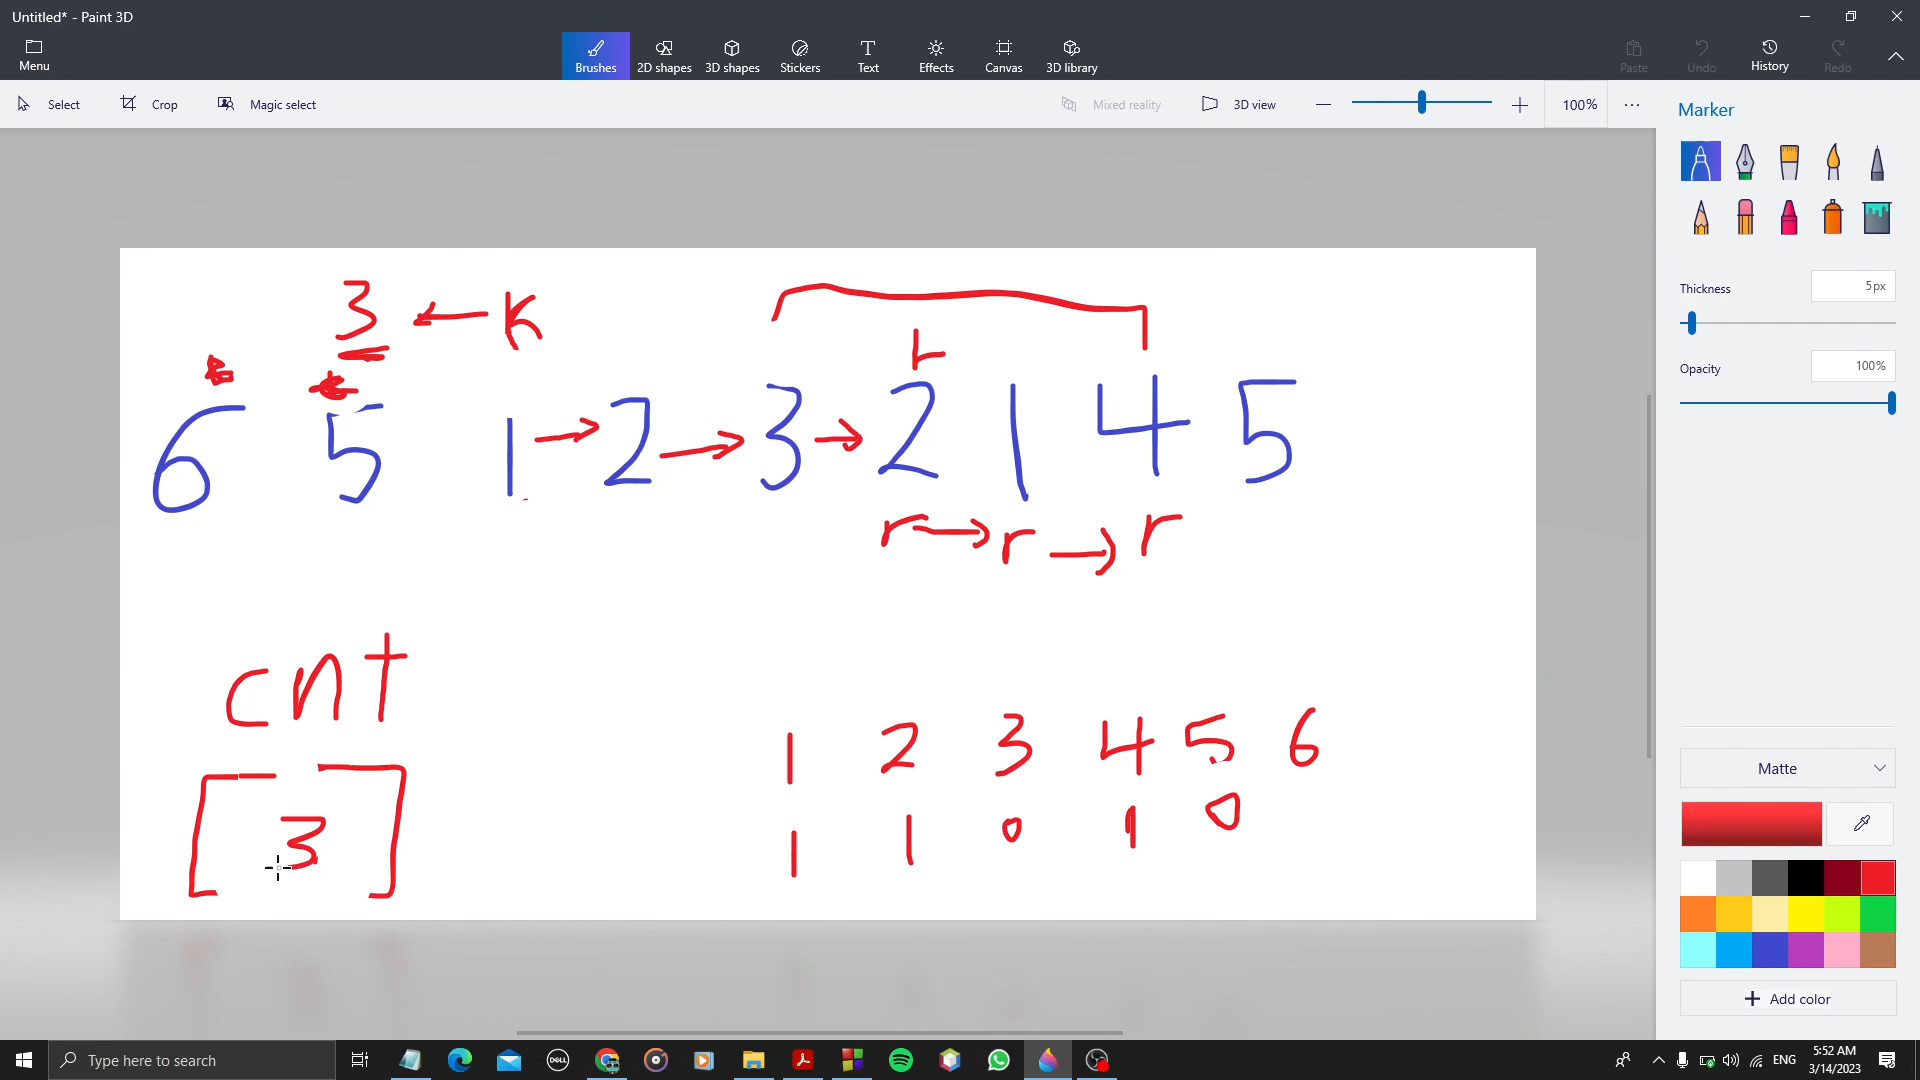 Untitled* - Paint 3D
Menu
Brushes
2D shapes
3D shapes
Stickers
Text
Effects
Canvas
3D library
Paste
Undo
History
Redo
Select
Crop
Magic select
Mixed reality
3D view
100%
Marker
Thickness
5px
Opacity
100%
3 ← K
r
6 5 1 → 2 → 3 → 2 1 4 5
r → r → r
cnt
1 2 3 4 5 6
1 1 0 1 0
[3]
Matte
Add color
Type here to search
DELL
ENG
5:52 AM
3/14/2023